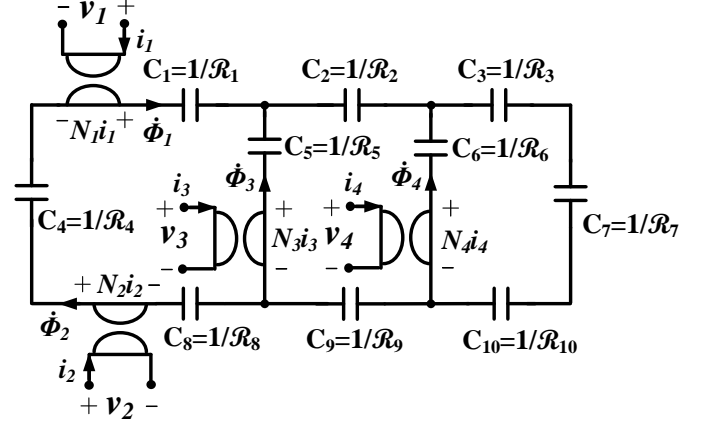 - v₁ +
i₁
C₁=1/ℛ₁
C₂=1/ℛ₂
C₃=1/ℛ₃
-N₁i₁+
Φ̇₁
C₅=1/ℛ₅
C₆=1/ℛ₆
Φ̇₃
Φ̇₄
i₃
i₄
C₄=1/ℛ₄
+ v₃ -
+ N₃i₃ -
+ v₄ -
+ N₄i₄ -
C₇=1/ℛ₇
+ N₂i₂ -
Φ̇₂
C₈=1/ℛ₈
C₉=1/ℛ₉
C₁₀=1/ℛ₁₀
i₂
+ v₂ -